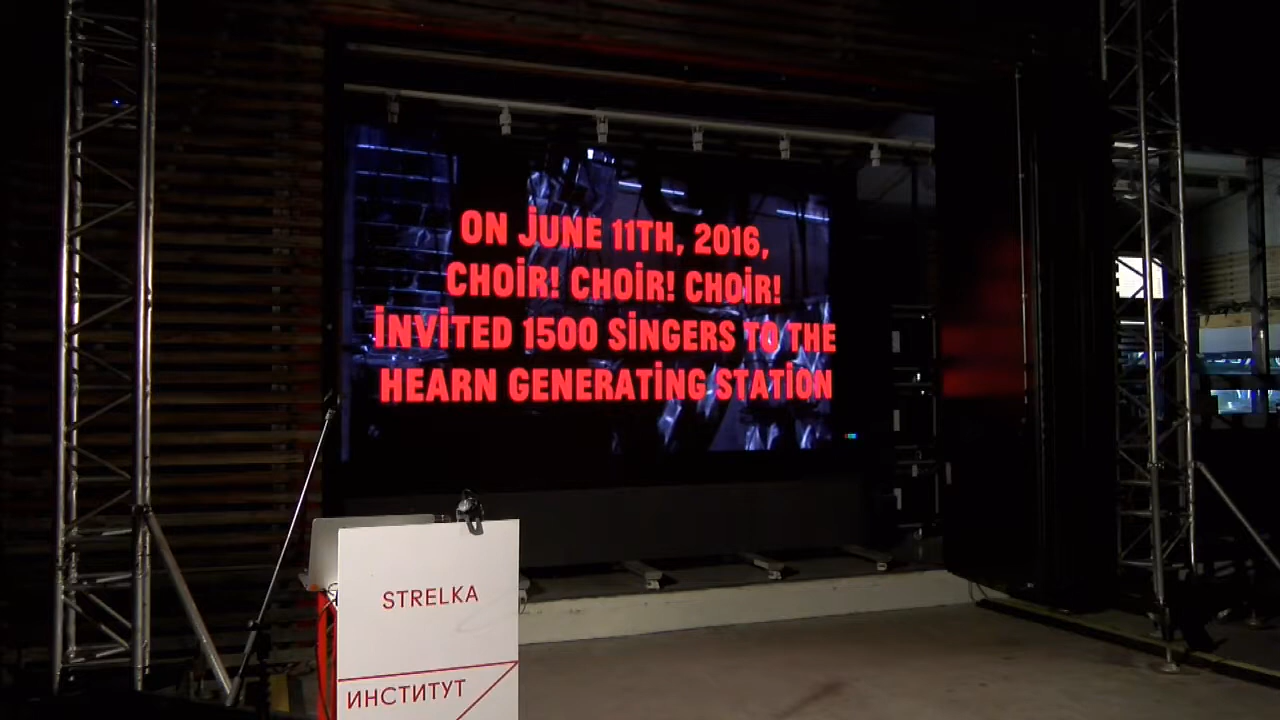 ON JUNE 11TH, 2016,
CHOIR! CHOIR! CHOIR!
INVITED 1500 SINGERS TO THE
HEARN GENERATING STATION
STRELKA
ИНСТИТУТ